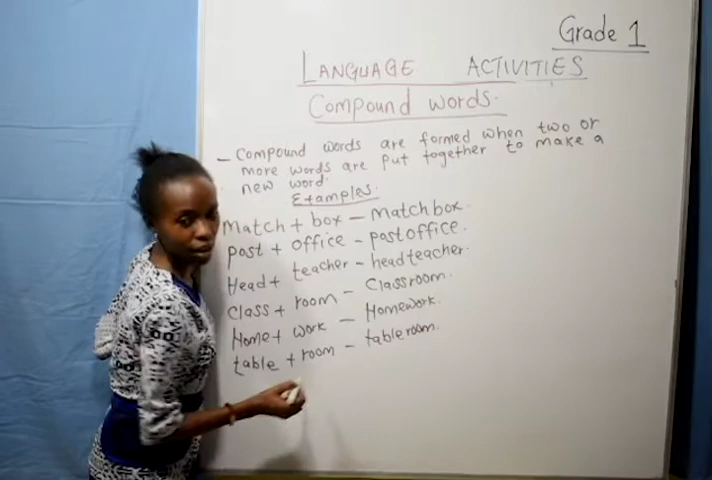 Grade 1
LANGUAGE ACTIVITIES
Compound words.
- Compound words are formed when two or
more words are put together to make a
new word.
Examples.
Match + box - Matchbox.
post + office - postoffice.
Head + teacher - headteacher.
Class + room - Classroom.
Home + work - Homework.
table + room - tableroom.